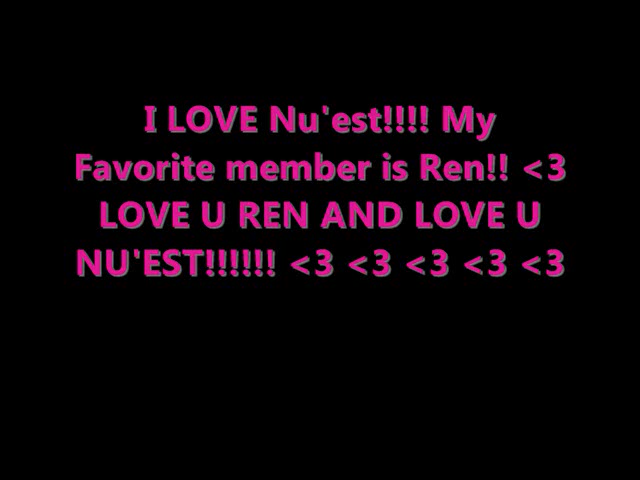 I LOVE Nu'est!!!! My
Favorite member is Ren!! <3
LOVE U REN AND LOVE U
NU'EST!!!!!! <3 <3 <3 <3 <3